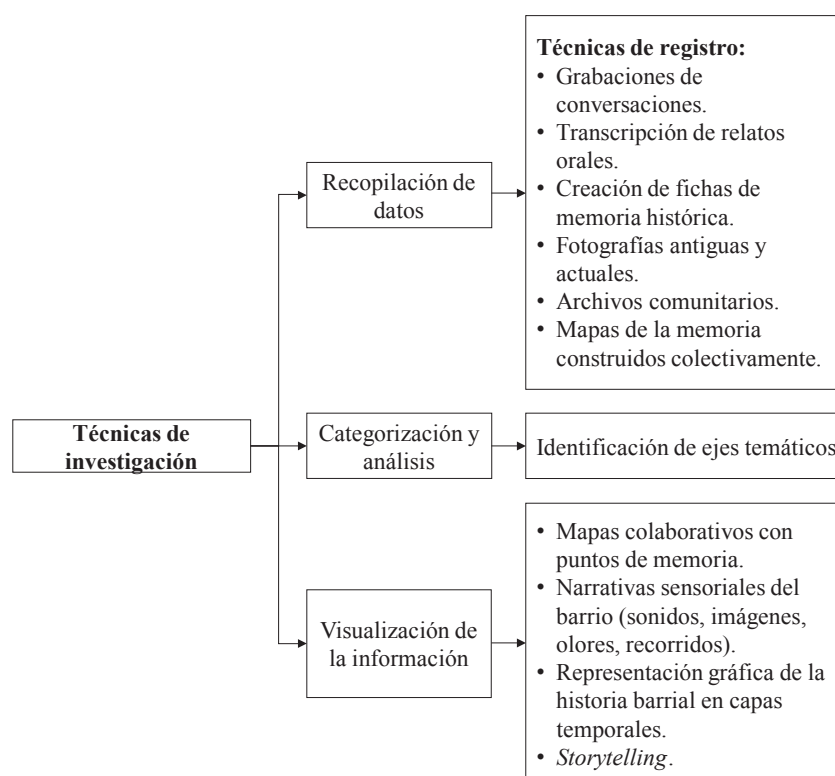 Técnicas de
investigación
Recopilación de
datos
Técnicas de registro:
• Grabaciones de
conversaciones.
• Transcripción de relatos
orales.
• Creación de fichas de
memoria histórica.
• Fotografías antiguas y
actuales.
• Archivos comunitarios.
• Mapas de la memoria
construidos colectivamente.
Categorización y
análisis
Identificación de ejes temáticos
Visualización de
la información
• Mapas colaborativos con
puntos de memoria.
• Narrativas sensoriales del
barrio (sonidos, imágenes,
olores, recorridos).
• Representación gráfica de la
historia barrial en capas
temporales.
• Storytelling.